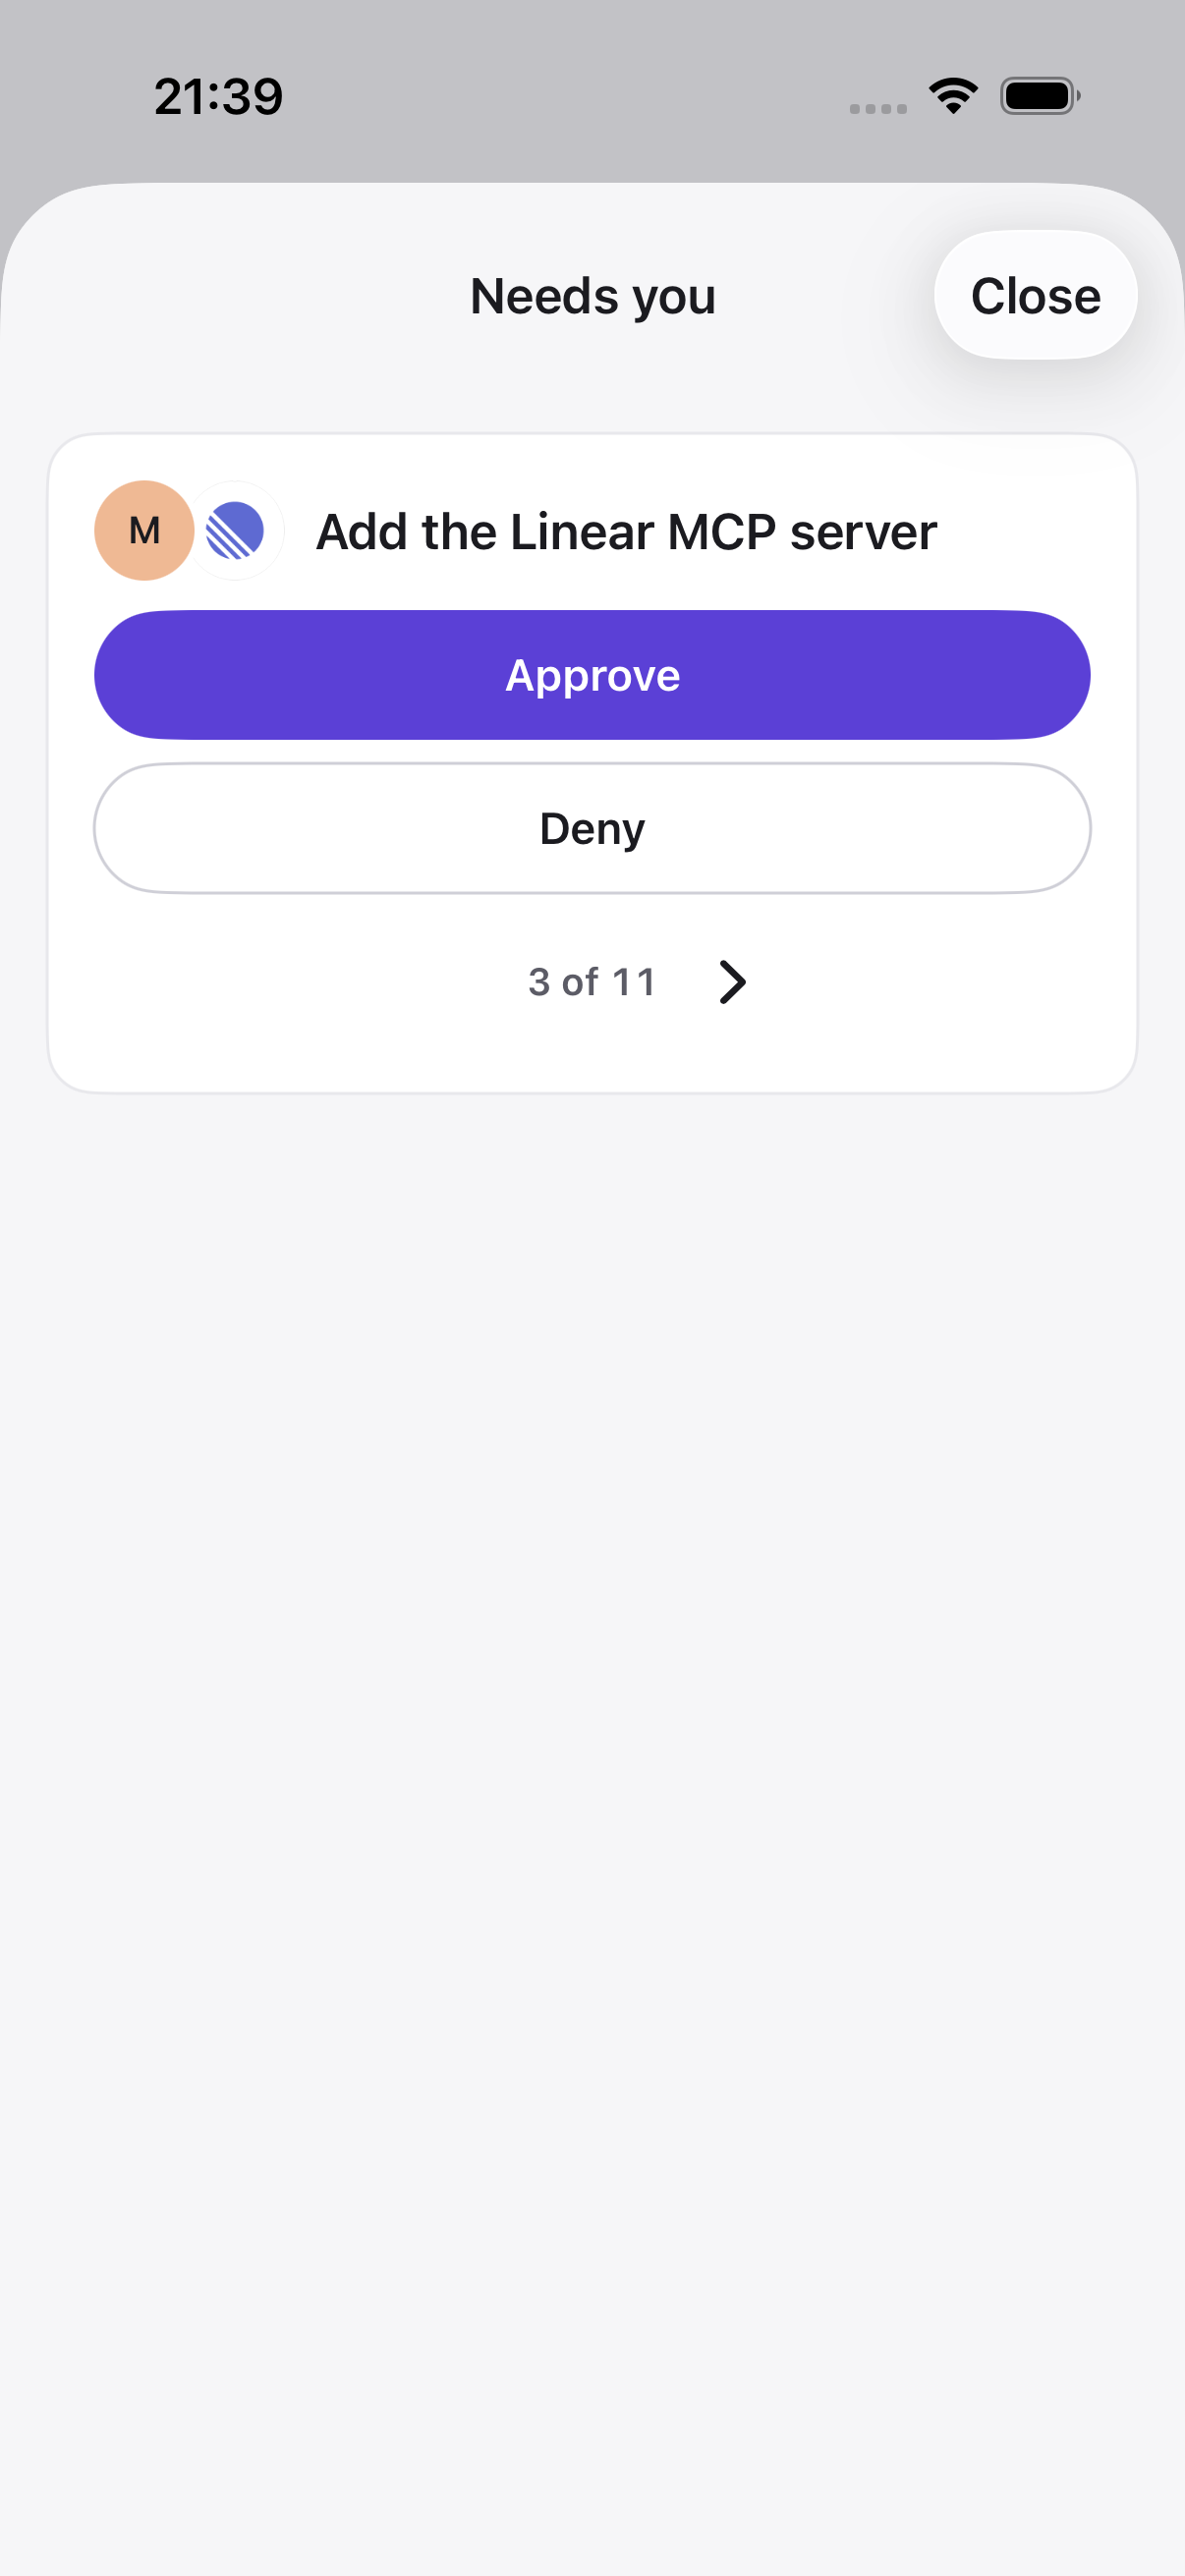 21:39
Needs you
Close
M
Add the Linear MCP server
Approve
Deny
3 of 11